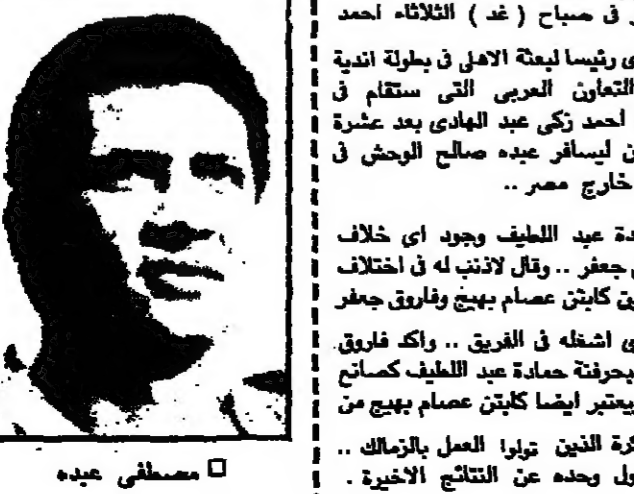 فى صباح ( غد ) الثلاثاء احمد
ى رئيسا لبعثة الاهلى فى بطولة اندية
التعاون العربى التى ستقام فى
احمد زكى عبد الهادى بعد عشرة
ن ليسافر عبده صالح الوحش فى
خارج مصر ..
دة عبد اللطيف وجود اى خلاف
جعفر .. وقال لاذنب له فى اختلاف
ين كابتن عصام بهيج وفاروق جعفر
ى اشغله فى الفريق .. واكد فاروق
بحرفنة حمادة عبد اللطيف كصانع
يعتبر ايضا كابتن عصام بهيج من
كرة الذين تولوا العمل بالزمالك ..
ول وحده عن النتائج الاخيرة .
مصطفى عبده